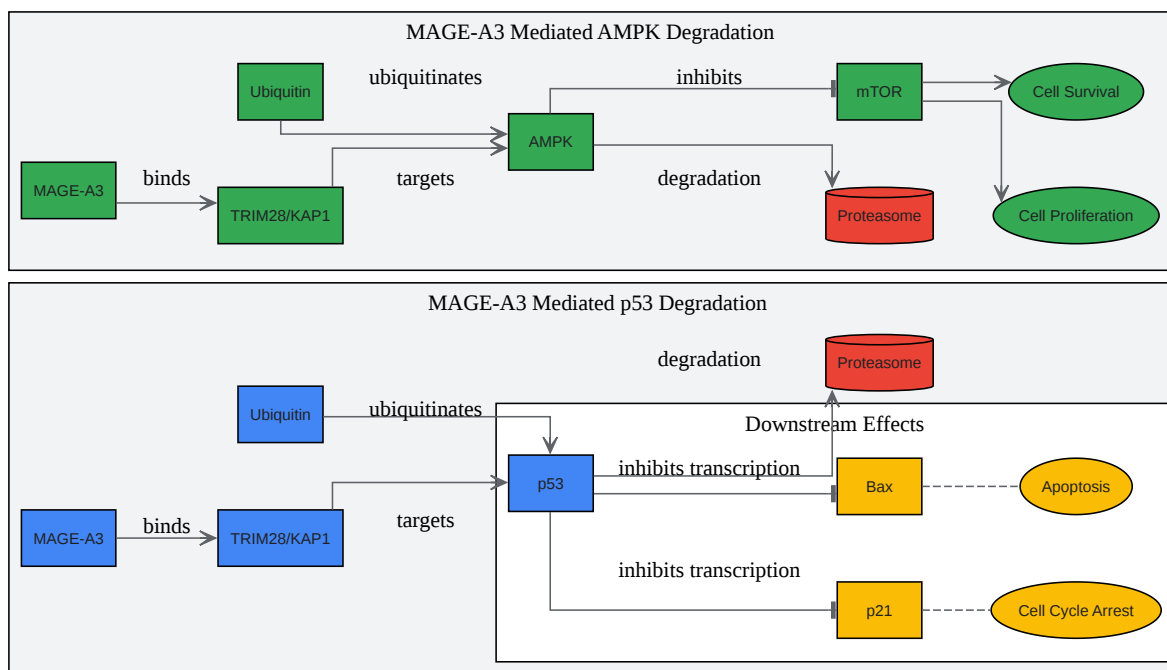 MAGE-A3 Mediated AMPK Degradation
Ubiquitin
ubiquitinates
inhibits
mTOR
Cell Survival
AMPK
MAGE-A3
binds
TRIM28/KAP1
targets
degradation
Proteasome
Cell Proliferation
MAGE-A3 Mediated p53 Degradation
degradation
Proteasome
Ubiquitin
ubiquitinates
Downstream Effects
p53
inhibits transcription
Bax
Apoptosis
MAGE-A3
binds
TRIM28/KAP1
targets
inhibits transcription
p21
Cell Cycle Arrest